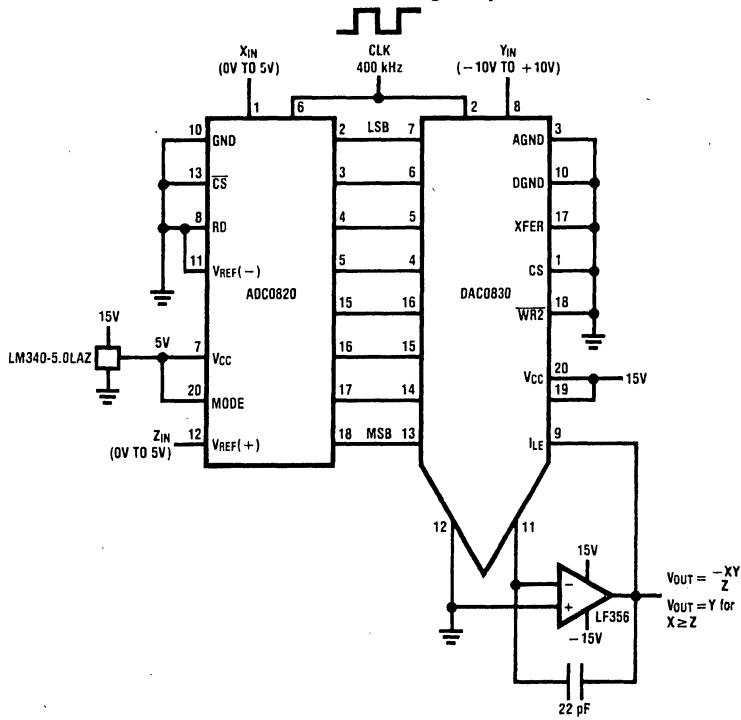 XIN
(0V TO 5V)
CLK
400 kHz
YIN
(−10V TO +10V)
1
6
2
8
10
GND
13
CS
8
RD
11
VREF(−)
ADC0820
15V
LM340-5.0LAZ
5V
7
VCC
20
MODE
ZIN
(0V TO 5V)
12
VREF(+)
2
LSB
7
3
6
4
5
5
4
15
16
16
15
17
14
18
MSB
13
DAC0830
AGND
3
DGND
10
XFER
17
CS
1
WR2
18
VCC
20
19
15V
ILE
9
12
11
15V
−
+
LF356
−15V
22 pF
VOUT = −XY
Z
VOUT = Y for
X ≥ Z